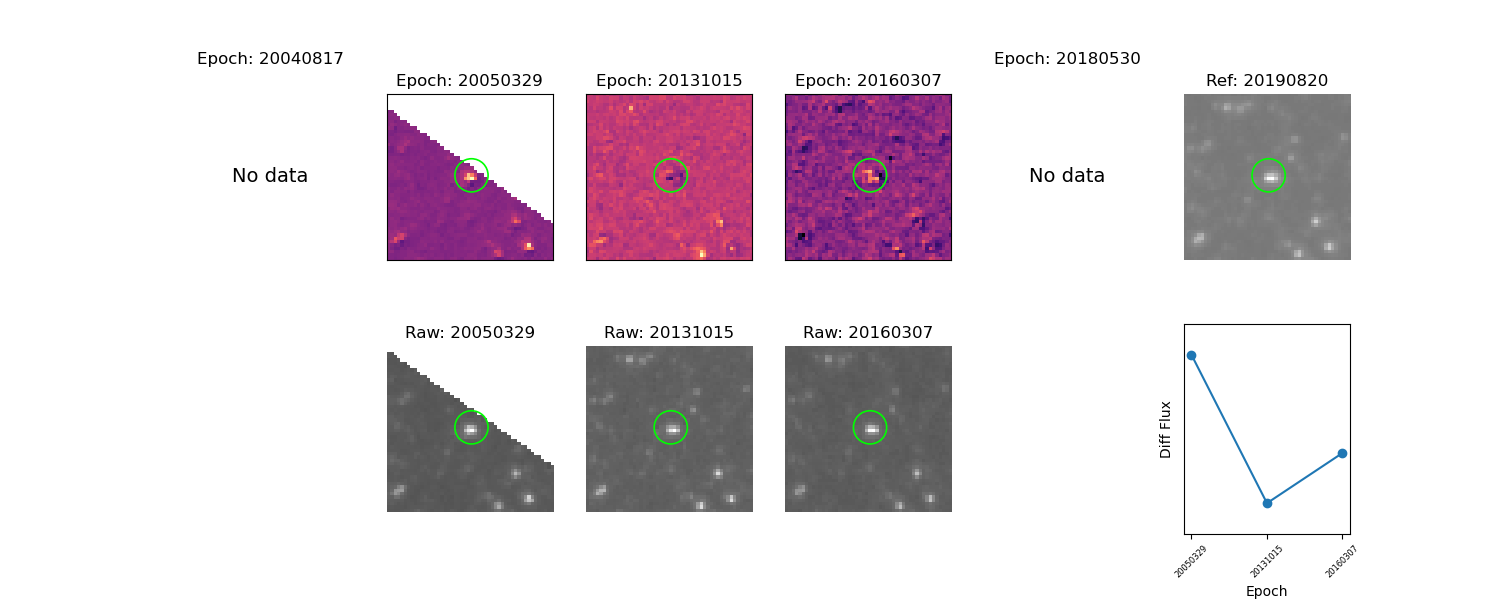 Epoch: 20040817
Epoch: 20050329
Epoch: 20131015
Epoch: 20160307
Epoch: 20180530
Ref: 20190820
No data
No data
Raw: 20050329
Raw: 20131015
Raw: 20160307
Diff Flux
20050329
20131015
20160307
Epoch